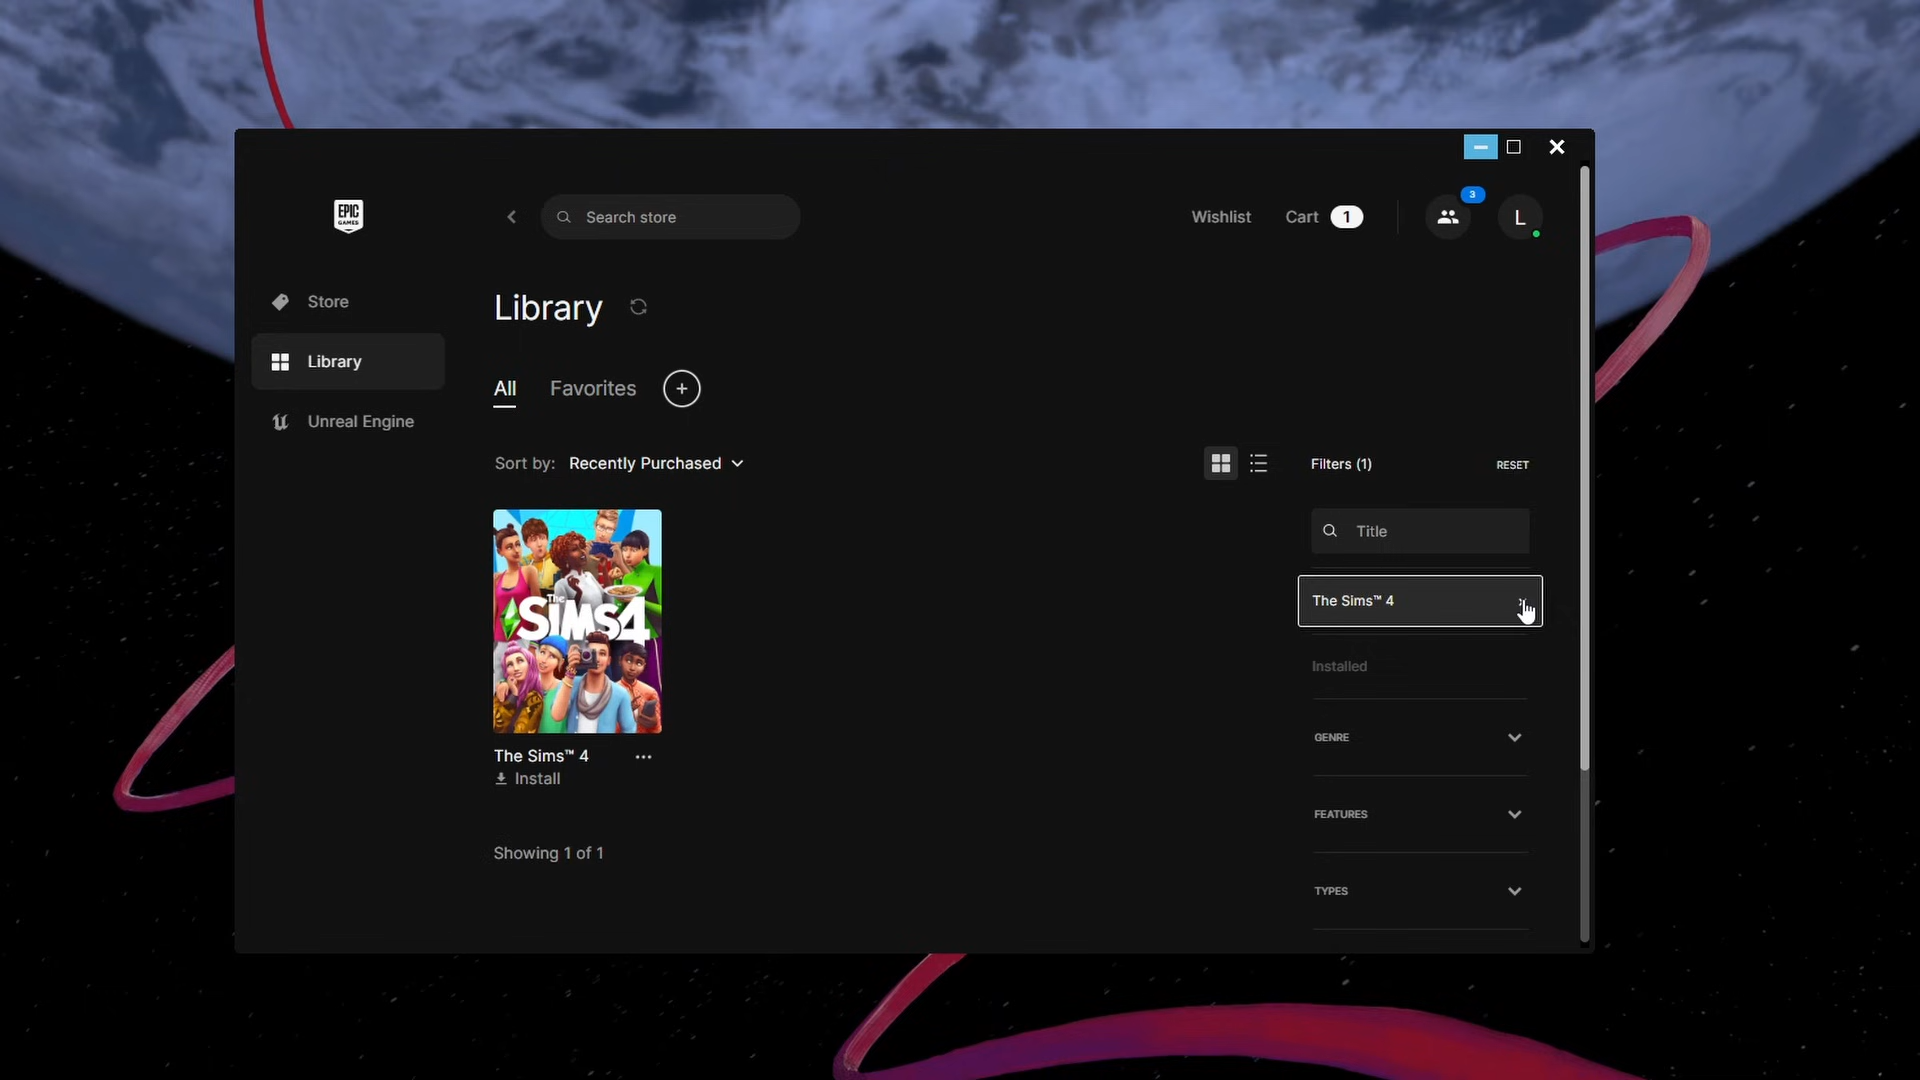 EPIC
GAMES
Search store
Wishlist
Cart 1
3
L
Store
Library
Unreal Engine
Library
All Favorites
Sort by: Recently Purchased
Filters (1)
RESET
Title
The Sims™ 4
Installed
GENRE
FEATURES
TYPES
The
SIMS4
The Sims™ 4
Install
Showing 1 of 1